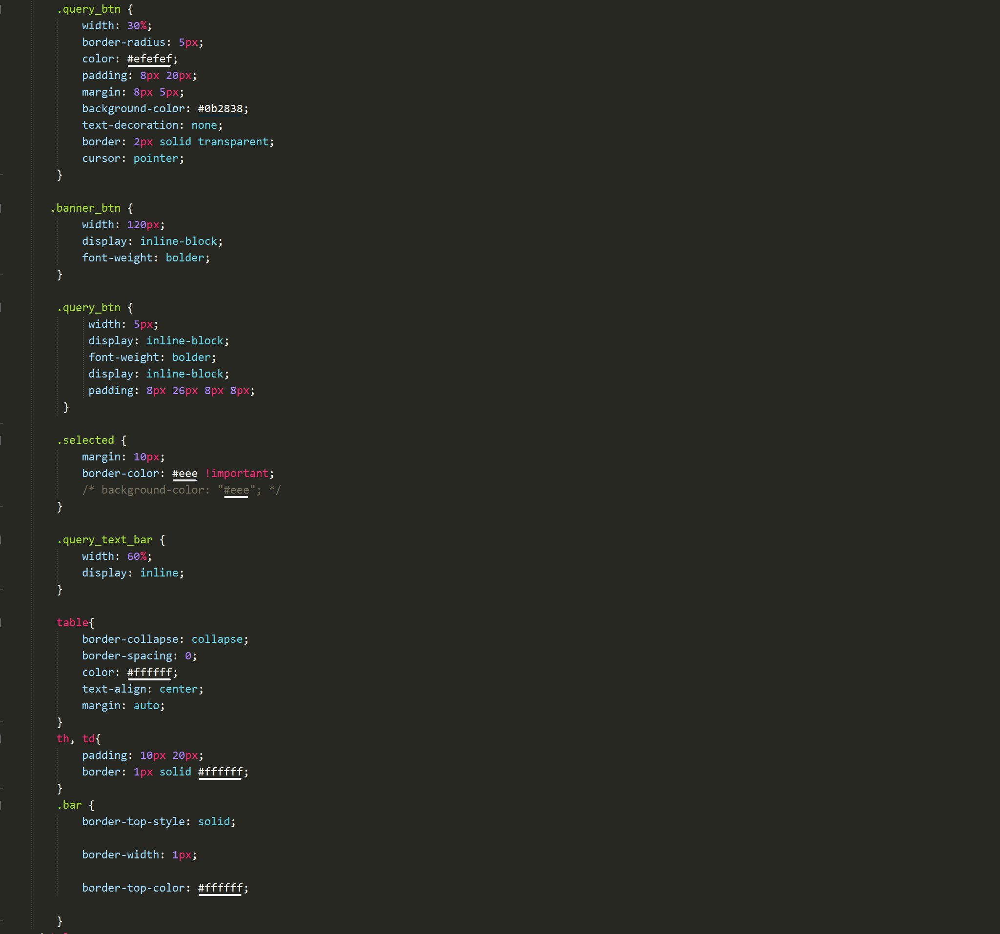 .query_btn {
width: 30%;
border-radius: 5px;
color: #efefef;
padding: 8px 20px;
margin: 8px 5px;
background-color: #0b2838;
text-decoration: none;
border: 2px solid transparent;
cursor: pointer;
}
.banner_btn {
width: 120px;
display: inline-block;
font-weight: bolder;
}
.query_btn {
width: 5px;
display: inline-block;
font-weight: bolder;
display: inline-block;
padding: 8px 26px 8px 8px;
}
.selected {
margin: 10px;
border-color: #eee !important;
/* background-color: "#eee"; */
}
.query_text_bar {
width: 60%;
display: inline;
}
table{
border-collapse: collapse;
border-spacing: 0;
color: #ffffff;
text-align: center;
margin: auto;
}
th, td{
padding: 10px 20px;
border: 1px solid #ffffff;
}
.bar {
border-top-style: solid;
border-width: 1px;
border-top-color: #ffffff;
}